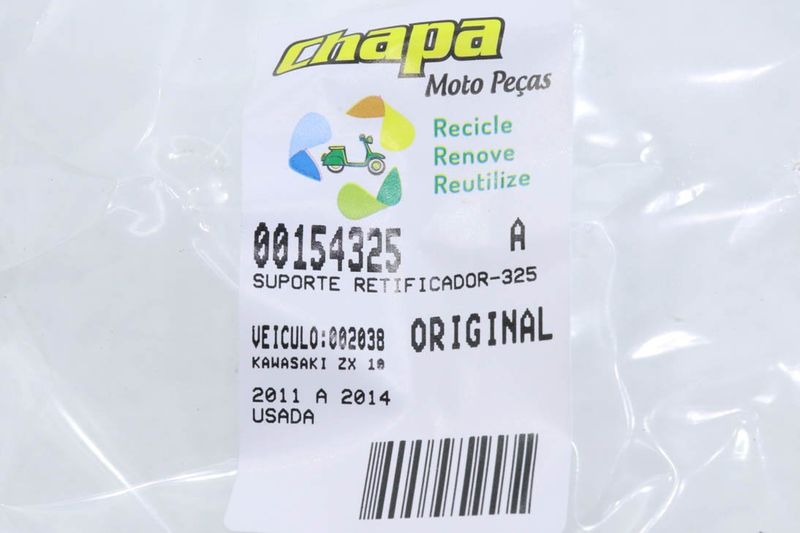 chapa
Moto Peças
Recicle
Renove
Reutilize
00154325 A
SUPORTE RETIFICADOR-325
VEICULO:002038 ORIGINAL
KAWASAKI ZX 10
2011 A 2014
USADA